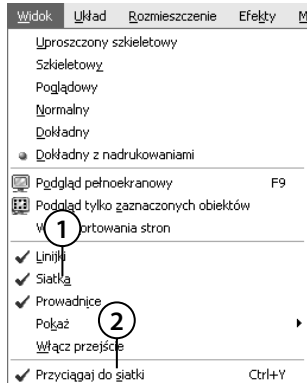 Widok Układ Rozmieszczenie Efekty
Uproszczony szkieletowy
Szkieletowy
Poglądowy
Normalny
Dokładny
Dokładny z nadrukowaniami
Podgląd pełnoekranowy F9
Podgląd tylko zaznaczonych obiektów
stron
1
Linijki
Siatka
Prowadnice
Pokaż
2
Włącz przejście
Przyciągaj do siatki Ctrl+Y